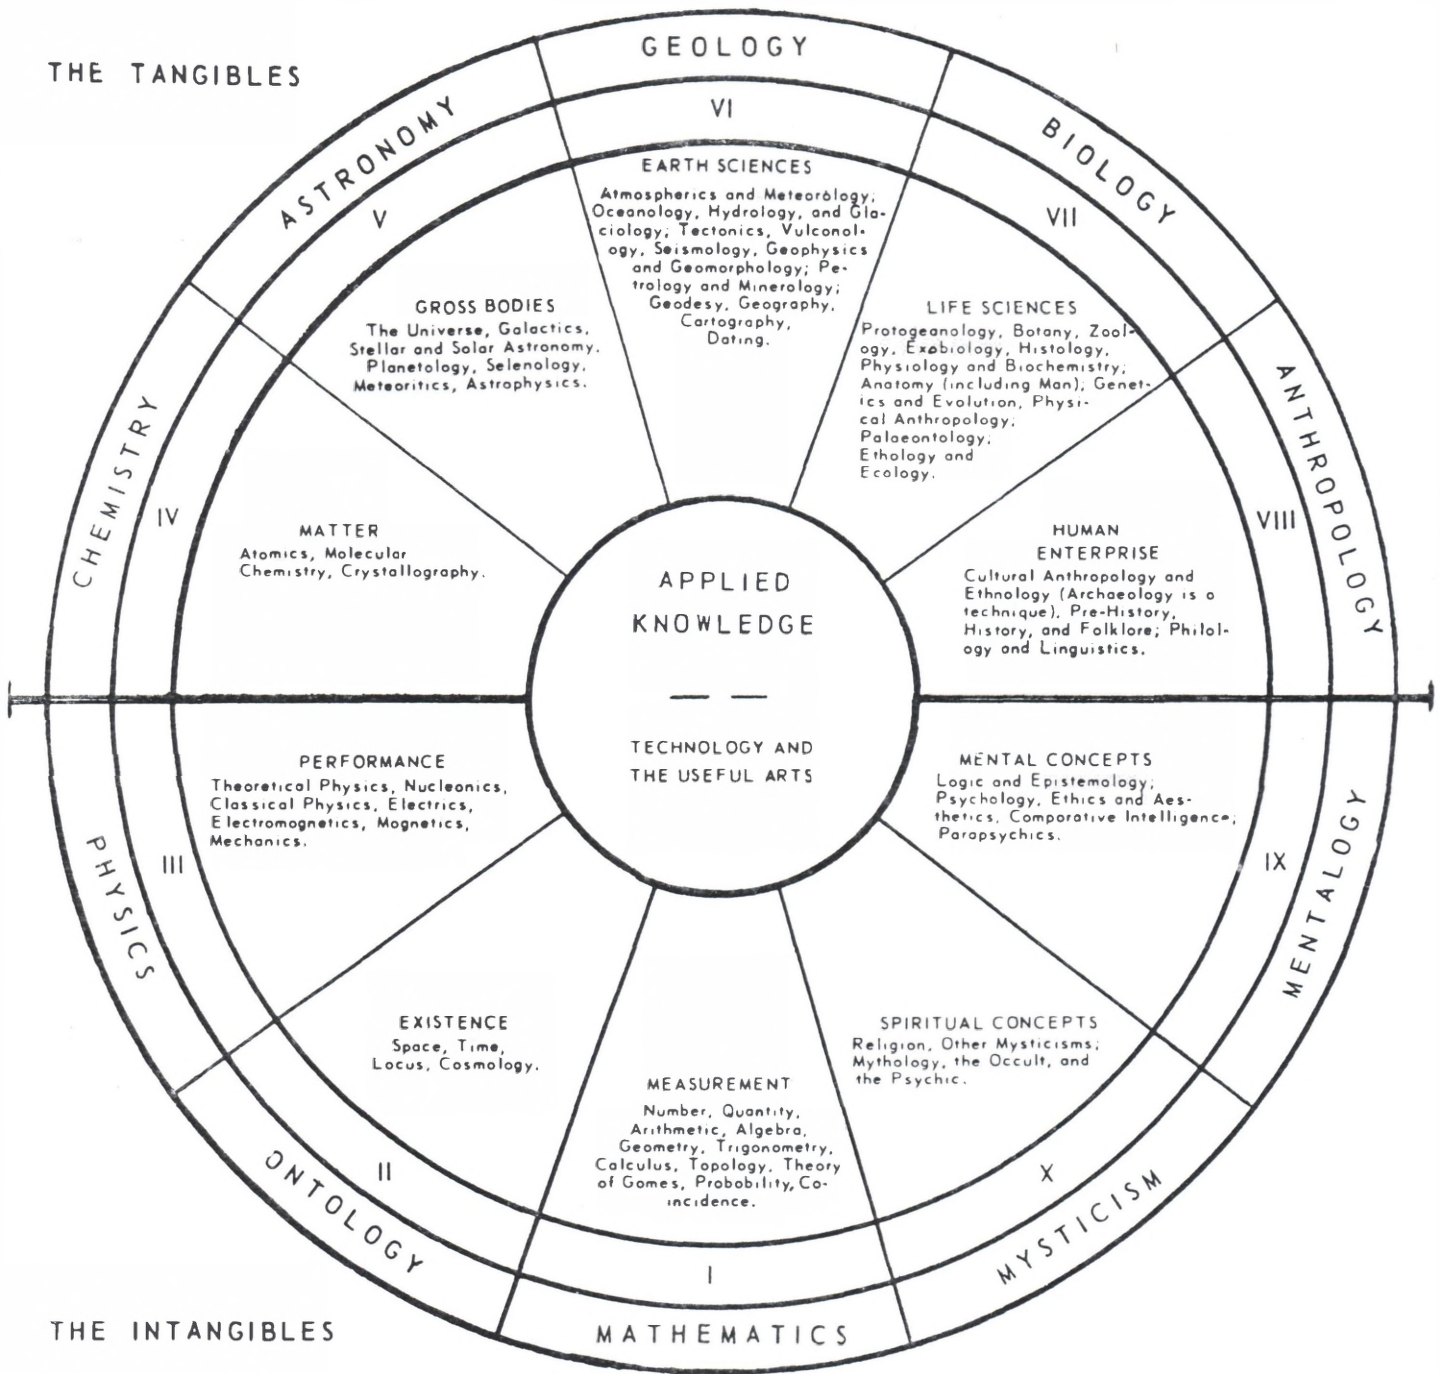 THE TANGIBLES
GEOLOGY
VI
EARTH SCIENCES
Atmospherics and Meteorology;
Oceanology, Hydrology, and Gla-
ciology; Tectonics, Vulconol-
ogy, Seismology, Geophysics
and Geomorphology; Pe-
trology and Minerology;
Geodesy, Geography,
Cartography,
Dating.
ASTRONOMY
V
GROSS BODIES
The Universe, Galactics,
Stellar and Solar Astronomy.
Planetology, Selenology,
Meteoritics, Astrophysics.
BIOLOGY
VII
LIFE SCIENCES
Protogeanology, Botany, Zool-
ogy, Exobiology, Histology,
Physiology and Biochemistry;
Anatomy (including Man); Genet-
ics and Evolution, Physi-
cal Anthropology;
Palaeontology;
Ethology and
Ecology.
CHEMISTRY
IV
MATTER
Atomics, Molecular
Chemistry, Crystallography.
ANTHROPOLOGY
VIII
HUMAN
ENTERPRISE
Cultural Anthropology and
Ethnology (Archaeology is a
technique), Pre-History,
History, and Folklore; Philol-
ogy and Linguistics.
APPLIED
KNOWLEDGE
TECHNOLOGY AND
THE USEFUL ARTS
PHYSICS
III
PERFORMANCE
Theoretical Physics, Nucleonics,
Classical Physics, Electrics,
Electromagnetics, Magnetics,
Mechanics.
MENTALOGY
IX
MENTAL CONCEPTS
Logic and Epistemology;
Psychology, Ethics and Aes-
thetics, Comparative Intelligence;
Parapsychics.
ONTOLOGY
II
EXISTENCE
Space, Time,
Locus, Cosmology.
MYSTICISM
X
SPIRITUAL CONCEPTS
Religion, Other Mysticisms;
Mythology, the Occult, and
the Psychic.
MEASUREMENT
Number, Quantity,
Arithmetic, Algebra,
Geometry, Trigonometry,
Calculus, Topology, Theory
of Games, Probability, Co-
incidence.
I
MATHEMATICS
THE INTANGIBLES